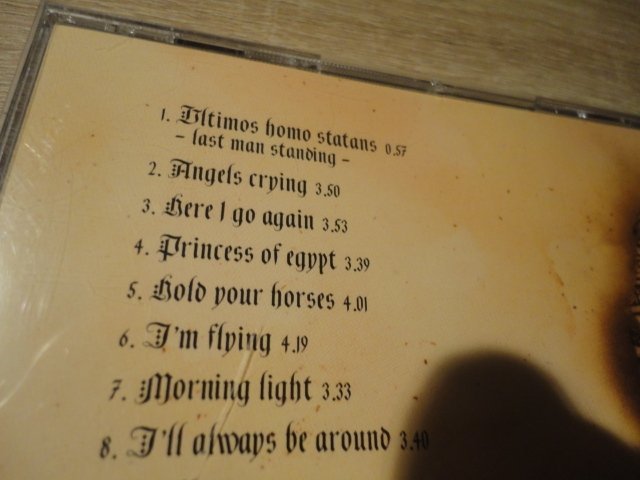 1. Ultimos homo statans 0.57
- last man standing -
2. Angels crying 3.50
3. Here I go again 3.53
4. Princess of egypt 3.39
5. Hold your horses 4.01
6. I'm flying 4.19
7. Morning light 3.33
8. I'll always be around 3.40